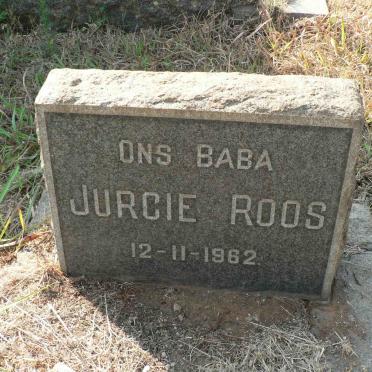 ONS BABA
JURCIE ROOS
12-11-1962